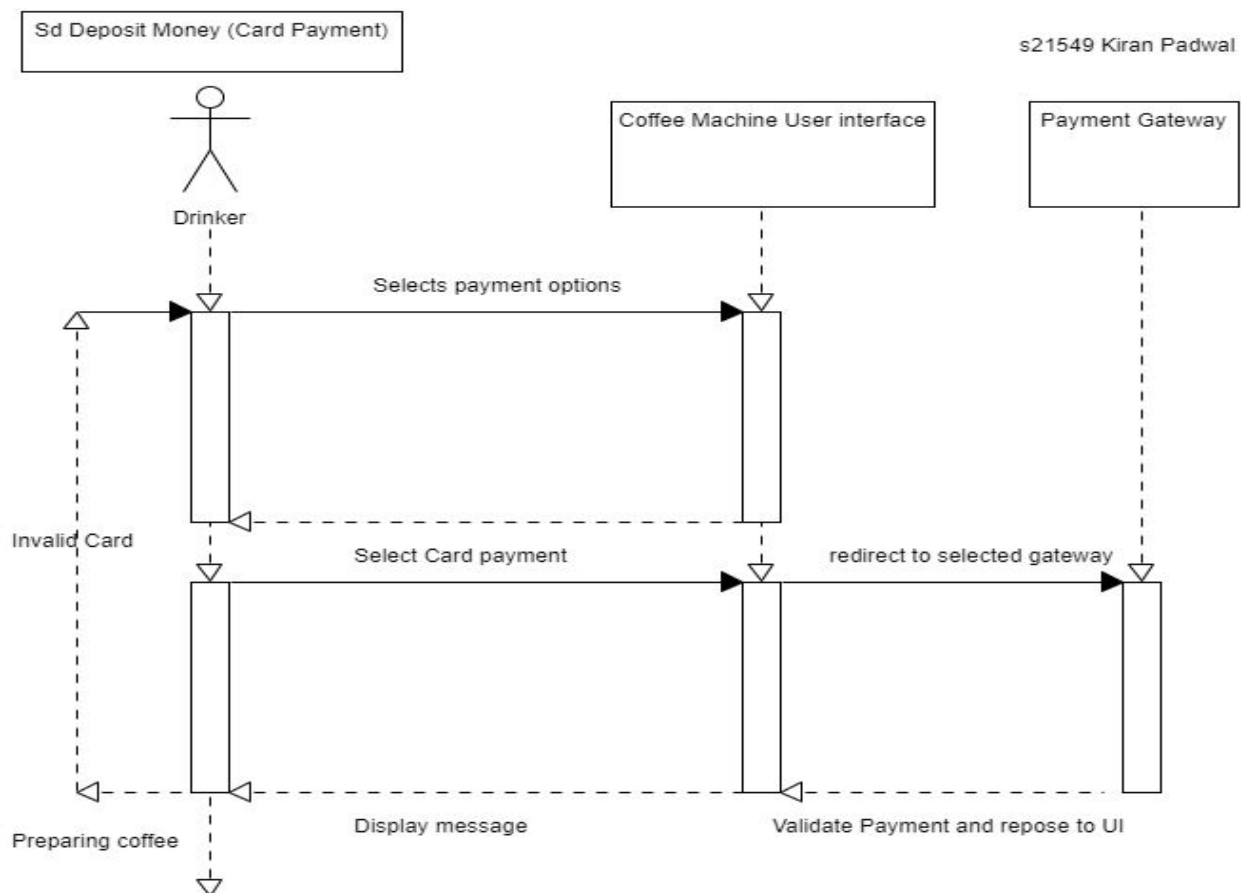 Sd Deposit Money (Card Payment)
s21549 Kiran Padwal
Coffee Machine User interface
Payment Gateway
Drinker
Selects payment options
Invalid Card
Select Card payment
redirect to selected gateway
Preparing coffee
Display message
Validate Payment and repose to UI